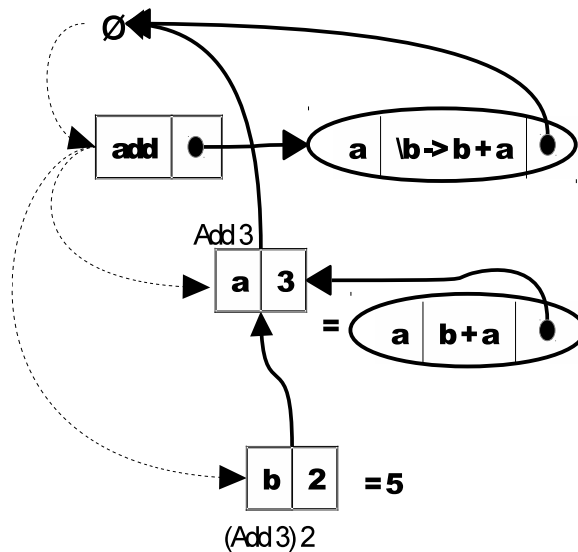 Ø
add
a \b->b+a
Add 3
a 3
= a b+a
b 2 =5
(Add 3) 2